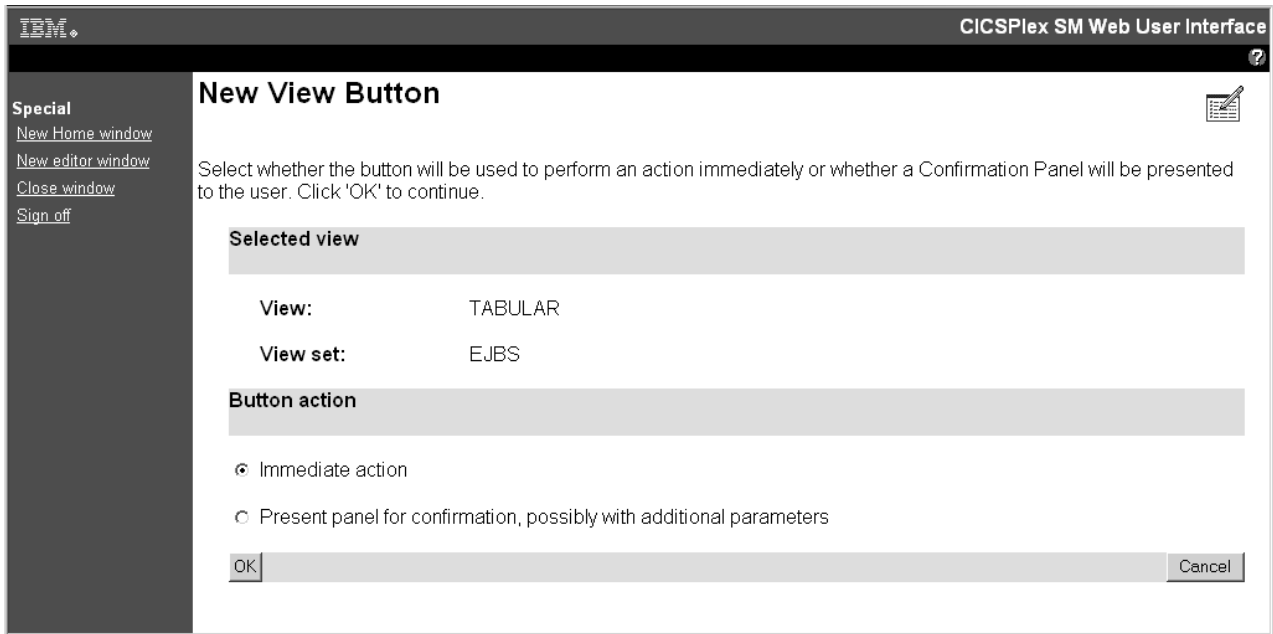 IBM.
CICSPlex SM Web User Interface
?
Special
New Home window
New editor window
Close window
Sign off
New View Button
Select whether the button will be used to perform an action immediately or whether a Confirmation Panel will be presented
to the user. Click 'OK' to continue.
Selected view
View: TABULAR
View set: EJBS
Button action
Immediate action
Present panel for confirmation, possibly with additional parameters
OK Cancel